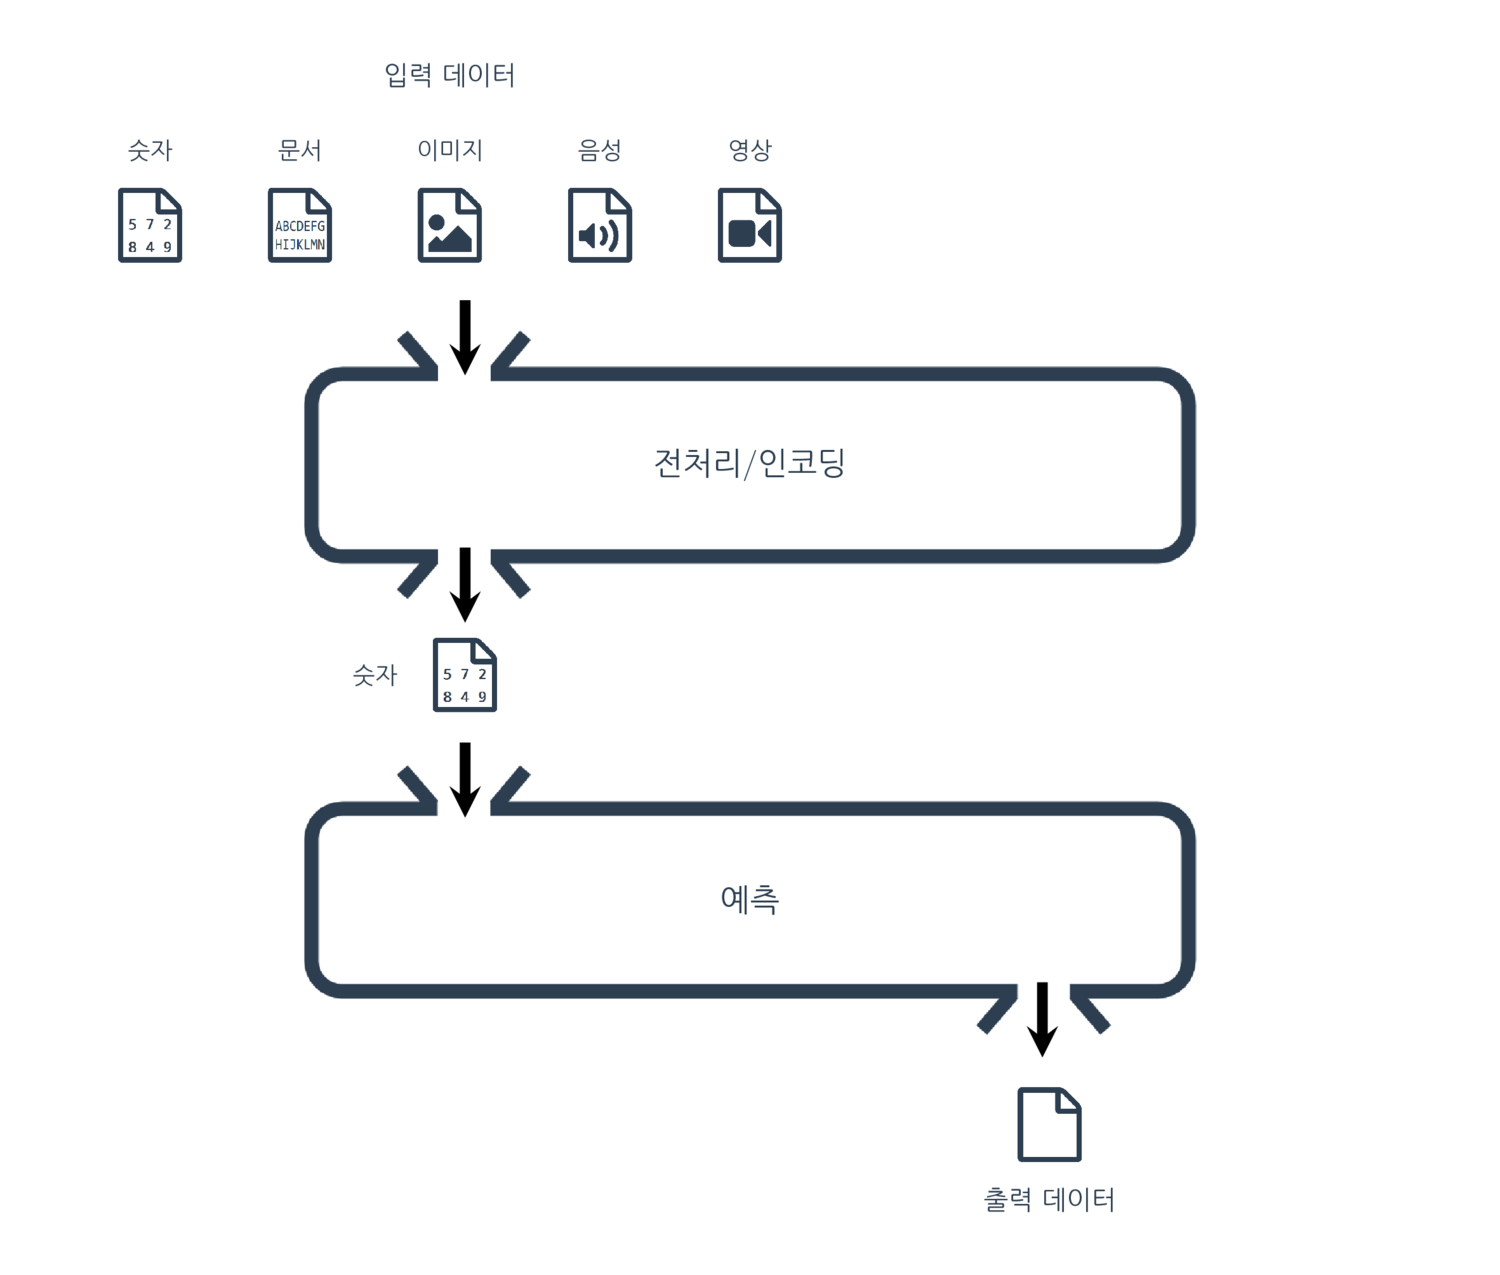 입력 데이터
숫자 문서 이미지 음성 영상
5 7 2 ABCDEFG
8 4 9 HIJKLMN
전처리/인코딩
숫자
5 7 2
8 4 9
예측
출력 데이터